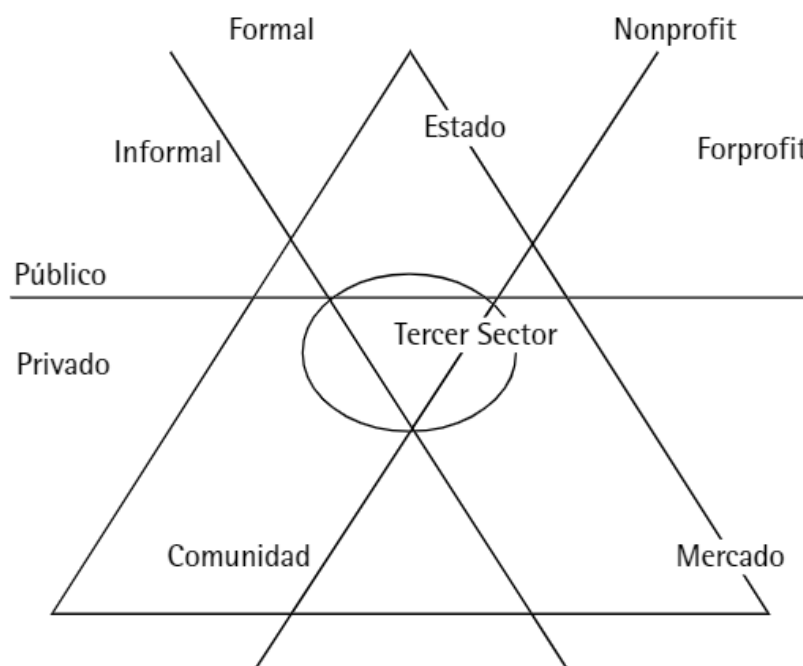 Formal
Nonprofit
Estado
Informal
Forprofit
Público
Tercer Sector
Privado
Comunidad
Mercado